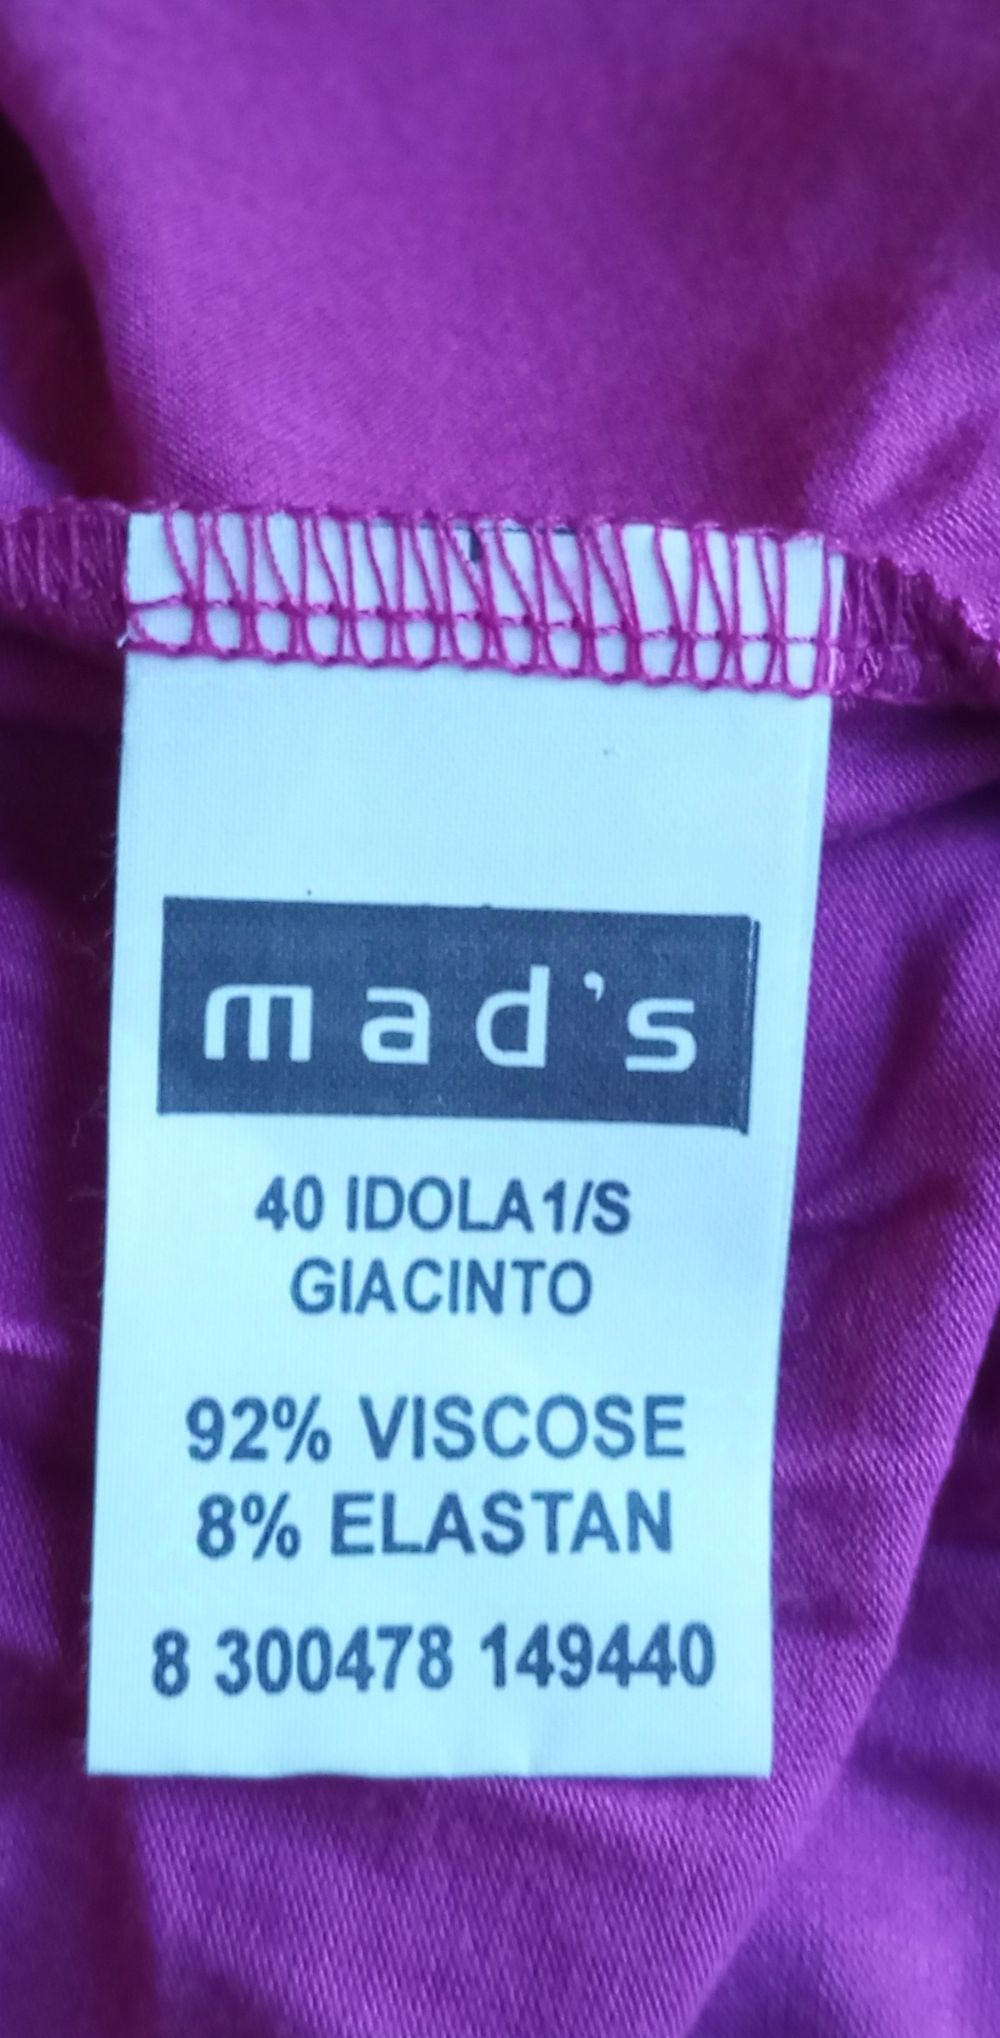 mad's
40 IDOLA1/S
GIACINTO
92% VISCOSE
8% ELASTAN
8 300478 149440